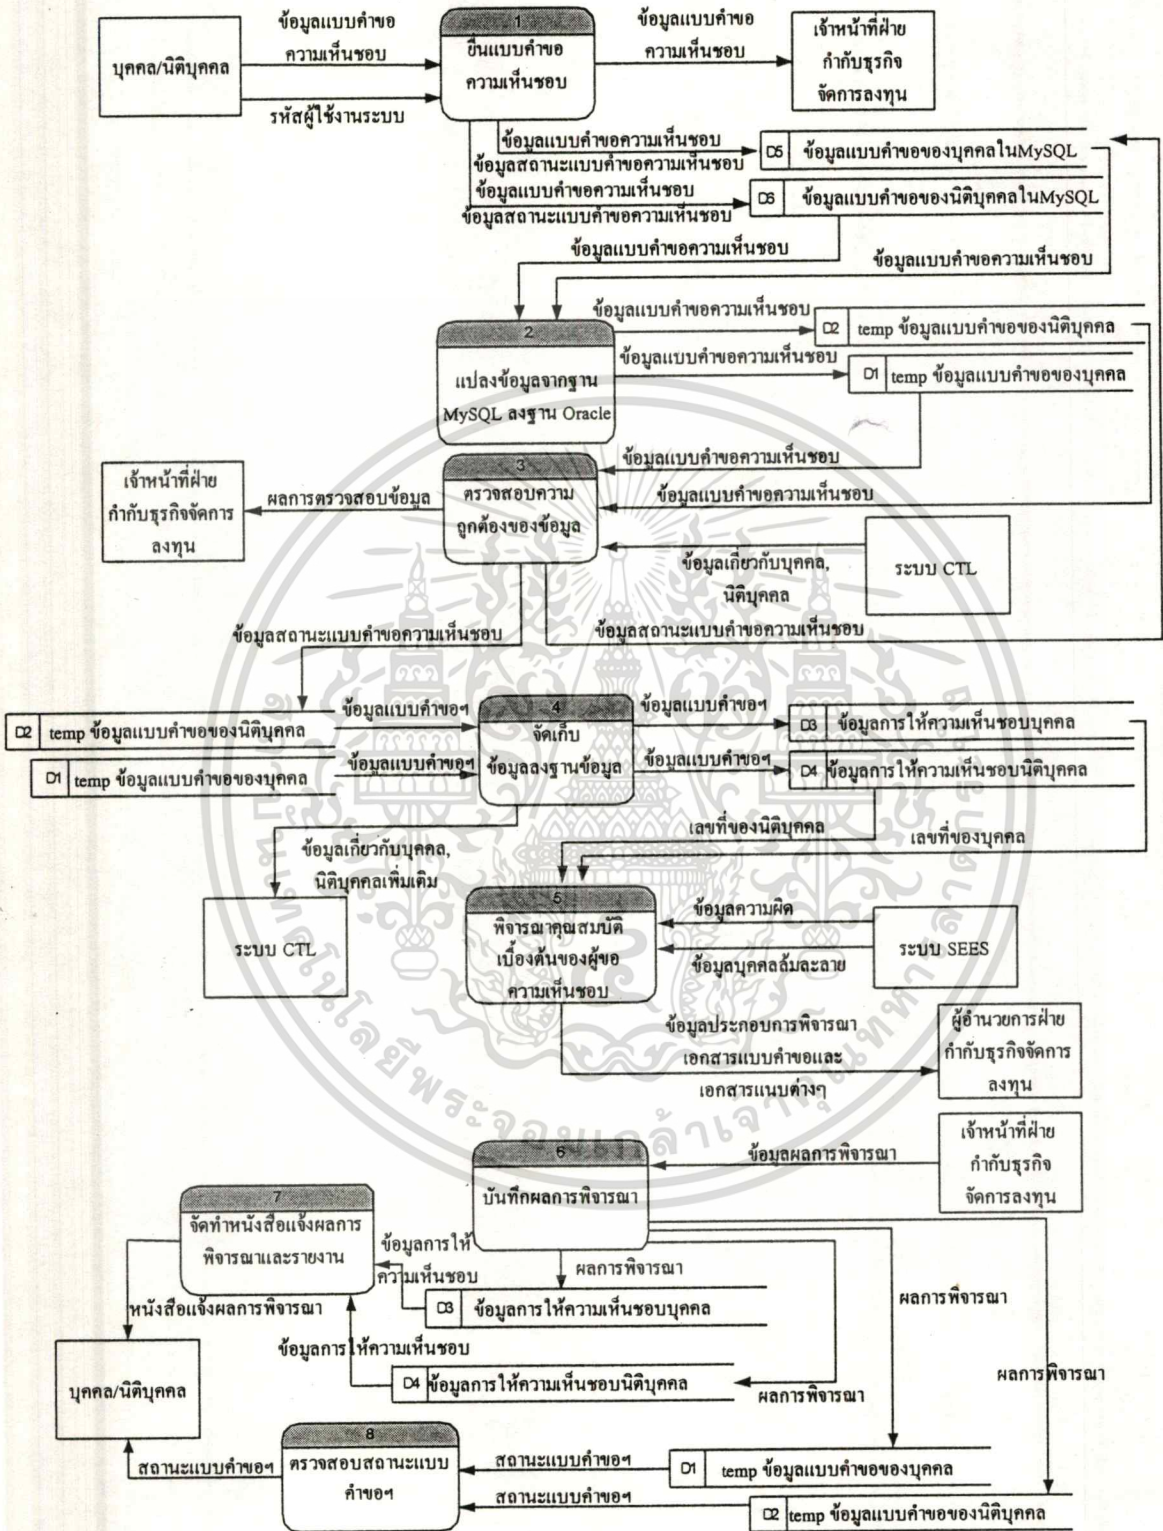 บุคคล/นิติบุคคล
ข้อมูลแบบคำขอ
ความเห็นชอบ
รหัสผู้ใช้งานระบบ
1
ยื่นแบบคำขอ
ความเห็นชอบ
ข้อมูลแบบคำขอ
ความเห็นชอบ
เจ้าหน้าที่ฝ่าย
กำกับธุรกิจ
จัดการลงทุน
ข้อมูลแบบคำขอความเห็นชอบ
ข้อมูลสถานะแบบคำขอความเห็นชอบ
ข้อมูลแบบคำขอความเห็นชอบ
ข้อมูลสถานะแบบคำขอความเห็นชอบ
D5 ข้อมูลแบบคำขอของบุคคลในMySQL
D6 ข้อมูลแบบคำขอของนิติบุคคลในMySQL
ข้อมูลแบบคำขอความเห็นชอบ
ข้อมูลแบบคำขอความเห็นชอบ
2
แปลงข้อมูลจากฐาน
MySQL ลงฐาน Oracle
ข้อมูลแบบคำขอความเห็นชอบ
D2 temp ข้อมูลแบบคำขอของนิติบุคคล
ข้อมูลแบบคำขอความเห็นชอบ
D1 temp ข้อมูลแบบคำขอของบุคคล
3
ตรวจสอบความ
ถูกต้องของข้อมูล
ข้อมูลแบบคำขอความเห็นชอบ
ข้อมูลแบบคำขอความเห็นชอบ
เจ้าหน้าที่ฝ่าย
กำกับธุรกิจจัดการ
ลงทุน
ผลการตรวจสอบข้อมูล
ข้อมูลเกี่ยวกับบุคคล,
นิติบุคคล
ระบบ CTL
ข้อมูลสถานะแบบคำขอความเห็นชอบ
ข้อมูลสถานะแบบคำขอความเห็นชอบ
D2 temp ข้อมูลแบบคำขอของนิติบุคคล
D1 temp ข้อมูลแบบคำขอของบุคคล
ข้อมูลแบบคำขอฯ
ข้อมูลแบบคำขอฯ
4
จัดเก็บ
ข้อมูลลงฐานข้อมูล
ข้อมูลแบบคำขอฯ
ข้อมูลแบบคำขอฯ
D3 ข้อมูลการให้ความเห็นชอบบุคคล
D4 ข้อมูลการให้ความเห็นชอบนิติบุคคล
เลขที่ของนิติบุคคล
เลขที่ของบุคคล
ข้อมูลเกี่ยวกับบุคคล,
นิติบุคคลเพิ่มเติม
ระบบ CTL
5
พิจารณาคุณสมบัติ
เบื้องต้นของผู้ขอ
ความเห็นชอบ
ข้อมูลความผิด
ข้อมูลบุคคลล้มละลาย
ระบบ SEES
ข้อมูลประกอบการพิจารณา
เอกสารแบบคำขอและ
เอกสารแนบต่างๆ
ผู้อำนวยการฝ่าย
กำกับธุรกิจจัดการ
ลงทุน
6
บันทึกผลการพิจารณา
ข้อมูลผลการพิจารณา
เจ้าหน้าที่ฝ่าย
กำกับธุรกิจ
จัดการลงทุน
7
จัดทำหนังสือแจ้งผลการ
พิจารณาและรายงาน
ข้อมูลการให้
ความเห็นชอบ
ผลการพิจารณา
D3 ข้อมูลการให้ความเห็นชอบบุคคล
ผลการพิจารณา
ผลการพิจารณา
หนังสือแจ้งผลการพิจารณา
ข้อมูลการให้ความเห็นชอบ
D4 ข้อมูลการให้ความเห็นชอบนิติบุคคล
ผลการพิจารณา
บุคคล/นิติบุคคล
8
ตรวจสอบสถานะแบบ
คำขอฯ
สถานะแบบคำขอฯ
สถานะแบบคำขอฯ
D1 temp ข้อมูลแบบคำขอของบุคคล
สถานะแบบคำขอฯ
D2 temp ข้อมูลแบบคำขอของนิติบุคคล